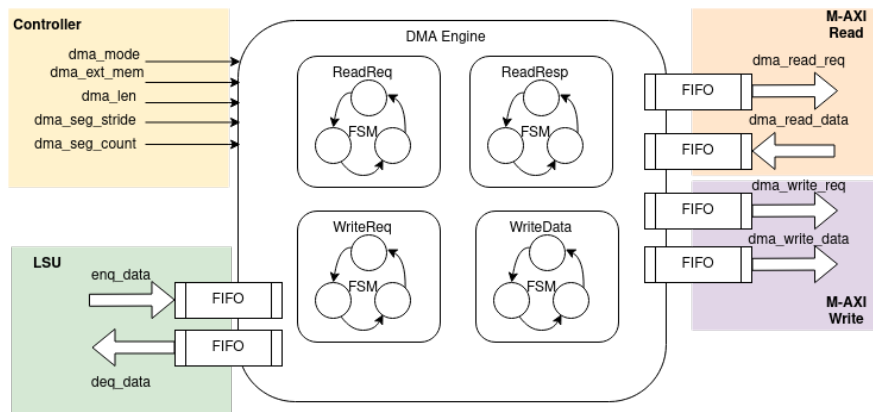 Controller
dma_mode
dma_ext_mem
dma_len
dma_seg_stride
dma_seg_count
DMA Engine
ReadReq
FSM
ReadResp
FSM
WriteReq
FSM
WriteData
FSM
LSU
enq_data
FIFO
FIFO
deq_data
M-AXI
Read
dma_read_req
FIFO
dma_read_data
FIFO
dma_write_req
FIFO
dma_write_data
FIFO
M-AXI
Write